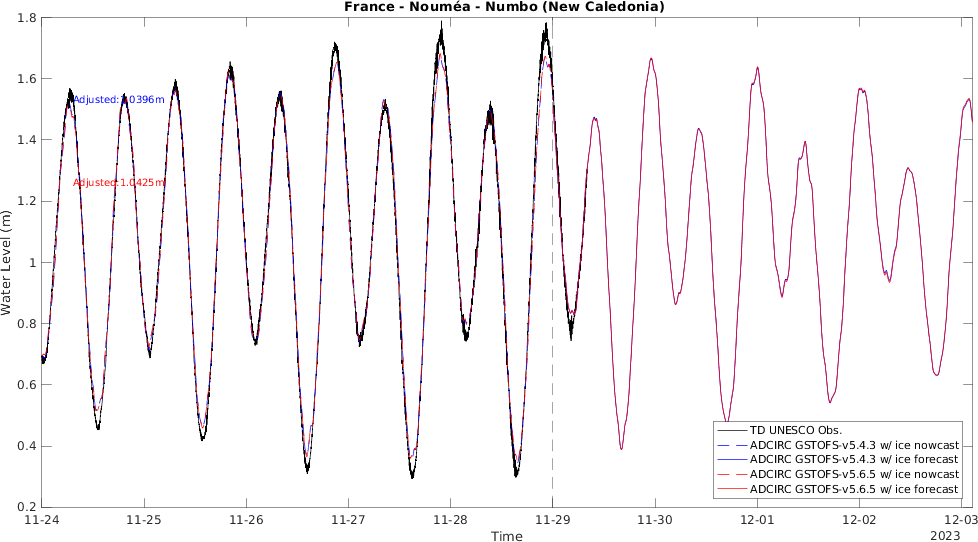 France - Nouméa - Numbo (New Caledonia)
1.8
1.6
1.4
1.2
1
0.8
0.6
0.4
0.2
Water Level (m)
Adjusted:1.0396m
Adjusted:1.0425m
TD UNESCO Obs.
ADCIRC GSTOFS-v5.4.3 w/ ice nowcast
ADCIRC GSTOFS-v5.4.3 w/ ice forecast
ADCIRC GSTOFS-v5.6.5 w/ ice nowcast
ADCIRC GSTOFS-v5.6.5 w/ ice forecast
11-24 11-25 11-26 11-27 11-28 11-29 11-30 12-01 12-02 12-03
2023
Time